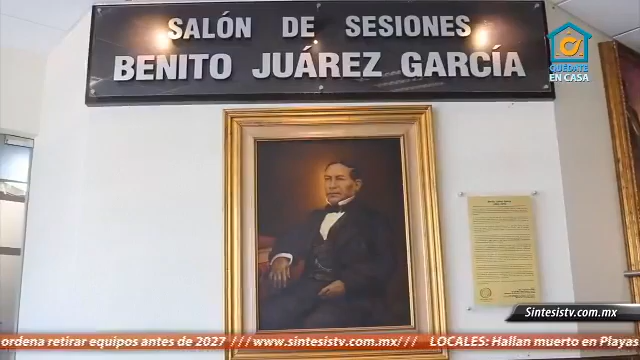 SALÓN DE SESIONES
BENITO JUÁREZ GARCÍA
QUÉDATE
EN CASA
Sintesistv.com.mx
ordena retirar equipos antes de 2027 /// www.sintesistv.com.mx/// LOCALES: Hallan muerto en Playas